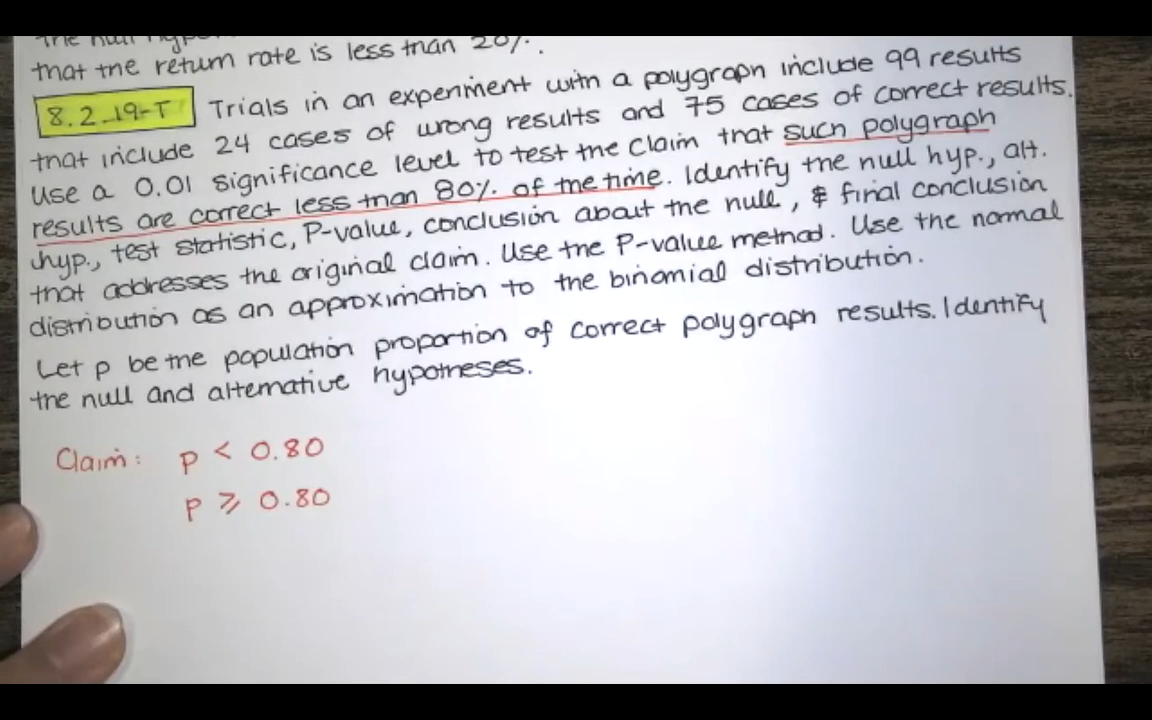 the null hypo
that the return rate is less than 20%.
8.2.19-T Trials in an experiment with a polygraph include 99 results
that include 24 cases of wrong results and 75 cases of correct results.
Use a 0.01 significance level to test the claim that such polygraph
results are correct less than 80% of the time. Identify the null hyp., alt.
hyp., test statistic, P-value, conclusion about the null, & final conclusion
that addresses the original claim. Use the P-value method. Use the normal
distribution as an approximation to the binomial distribution.
Let p be the population proportion of correct polygraph results. Identify
the null and alternative hypotheses.
Claim: p < 0.80
p ⩾ 0.80